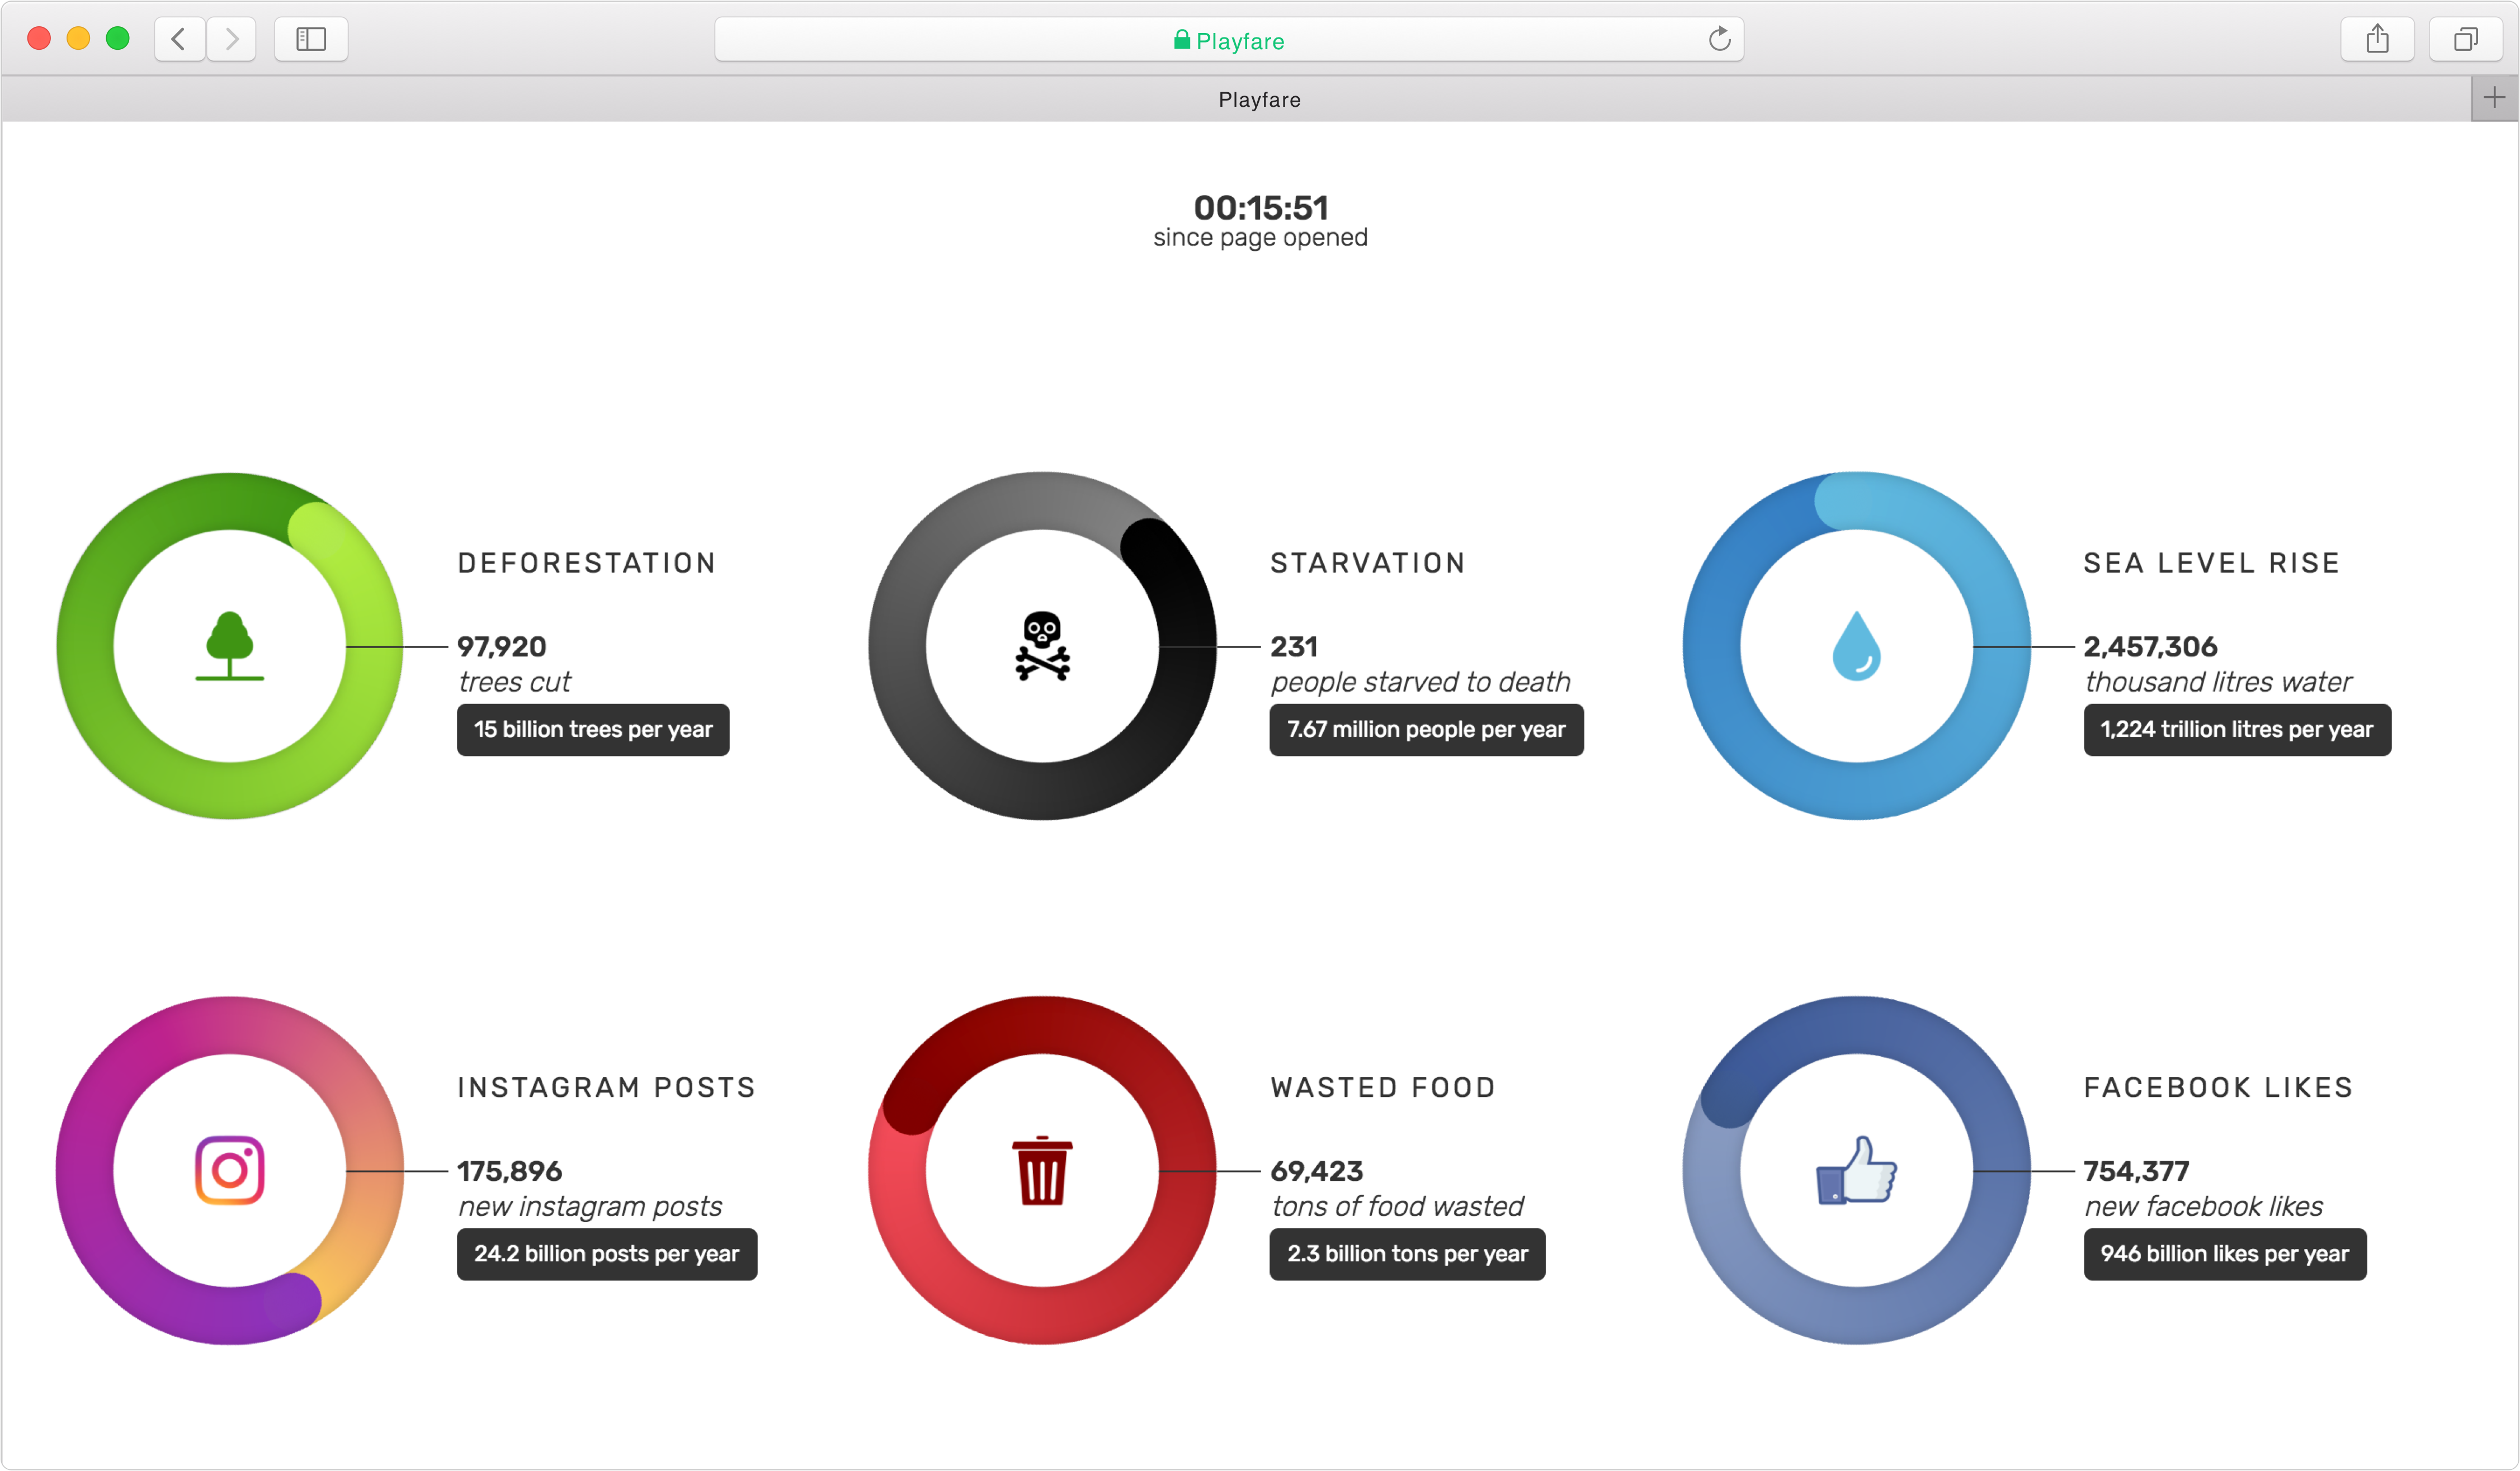 Playfare
Playfare
00:15:51
since page opened
DEFORESTATION
97,920
trees cut
15 billion trees per year
STARVATION
231
people starved to death
7.67 million people per year
SEA LEVEL RISE
2,457,306
thousand litres water
1,224 trillion litres per year
INSTAGRAM POSTS
175,896
new instagram posts
24.2 billion posts per year
WASTED FOOD
69,423
tons of food wasted
2.3 billion tons per year
FACEBOOK LIKES
754,377
new facebook likes
946 billion likes per year